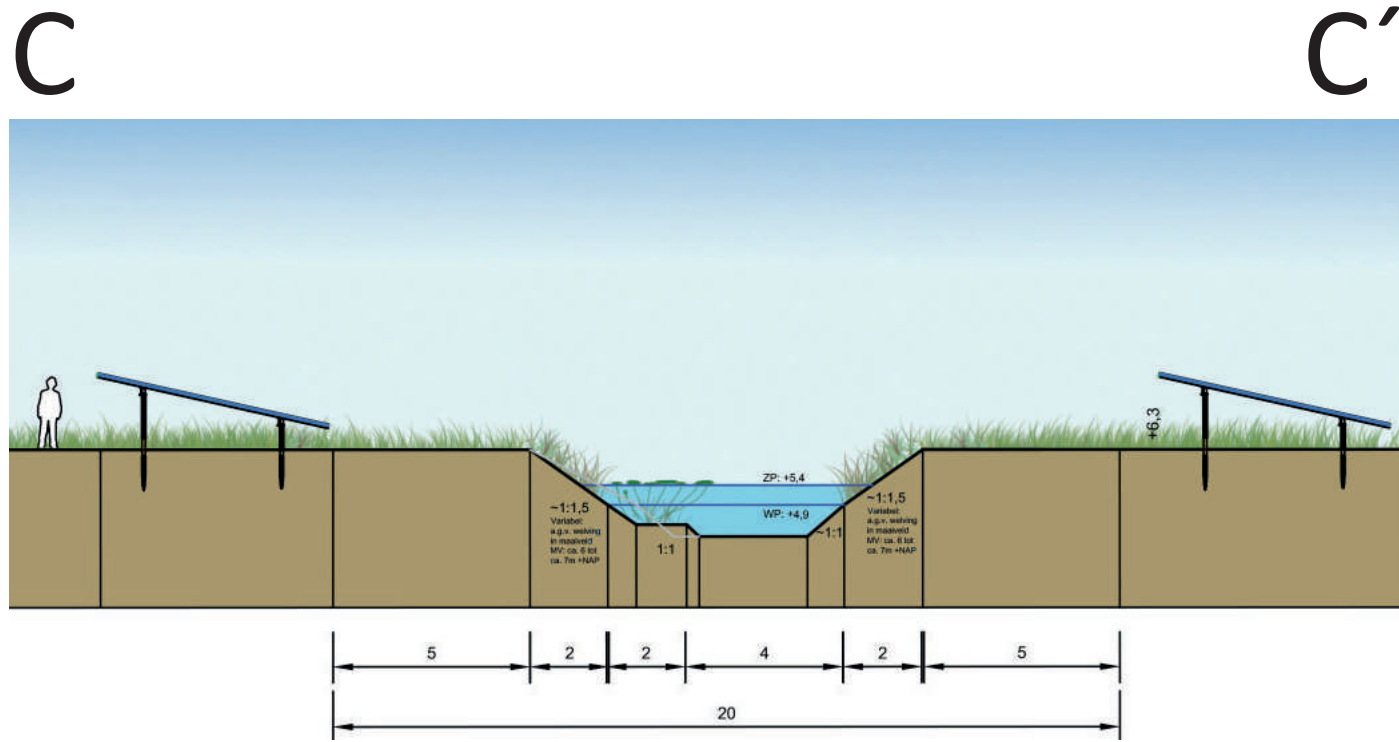 C
C´
+6,3
ZP: +5,4
WP: +4,9
~1:1,5
Variabel:
a.g.v. welving
in maaiveld
MV: ca. 6 tot
ca. 7m +NAP
1:1
~1:1
~1:1,5
Variabel:
a.g.v. welving
in maaiveld
MV: ca. 6 tot
ca. 7m +NAP
5
2
2
4
2
5
20